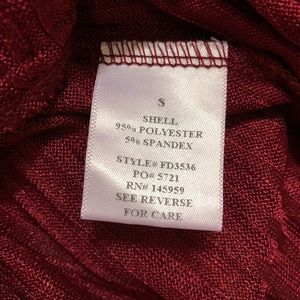 S
SHELL
95% POLYESTER
5% SPANDEX
STYLE# FD3536
PO# 5721
RN# 145959
SEE REVERSE
FOR CARE